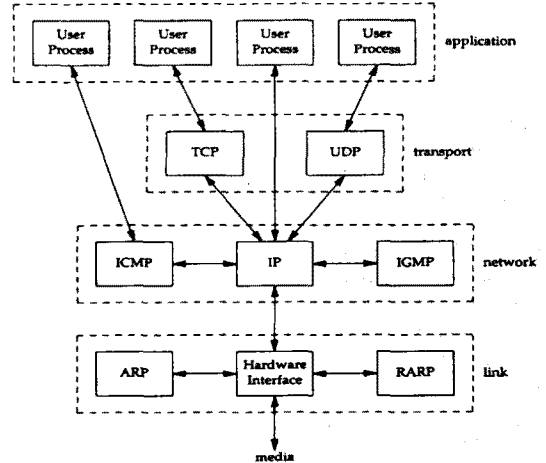 User Process
User Process
User Process
User Process
application
TCP
UDP
transport
ICMP
IP
IGMP
network
ARP
Hardware Interface
RARP
link
media